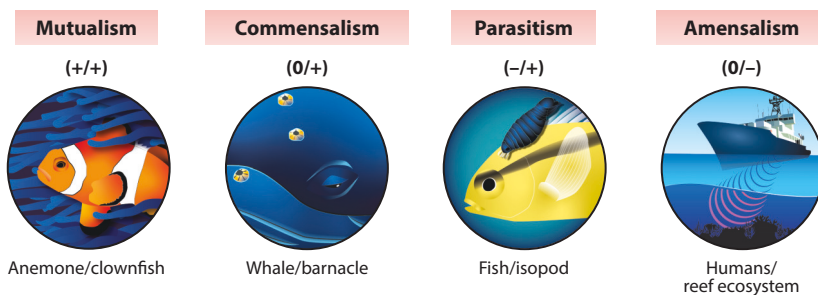 Mutualism
(+/+)
Anemone/clownfish
Commensalism
(0/+)
Whale/barnacle
Parasitism
(–/+)
Fish/isopod
Amensalism
(0/–)
Humans/
reef ecosystem